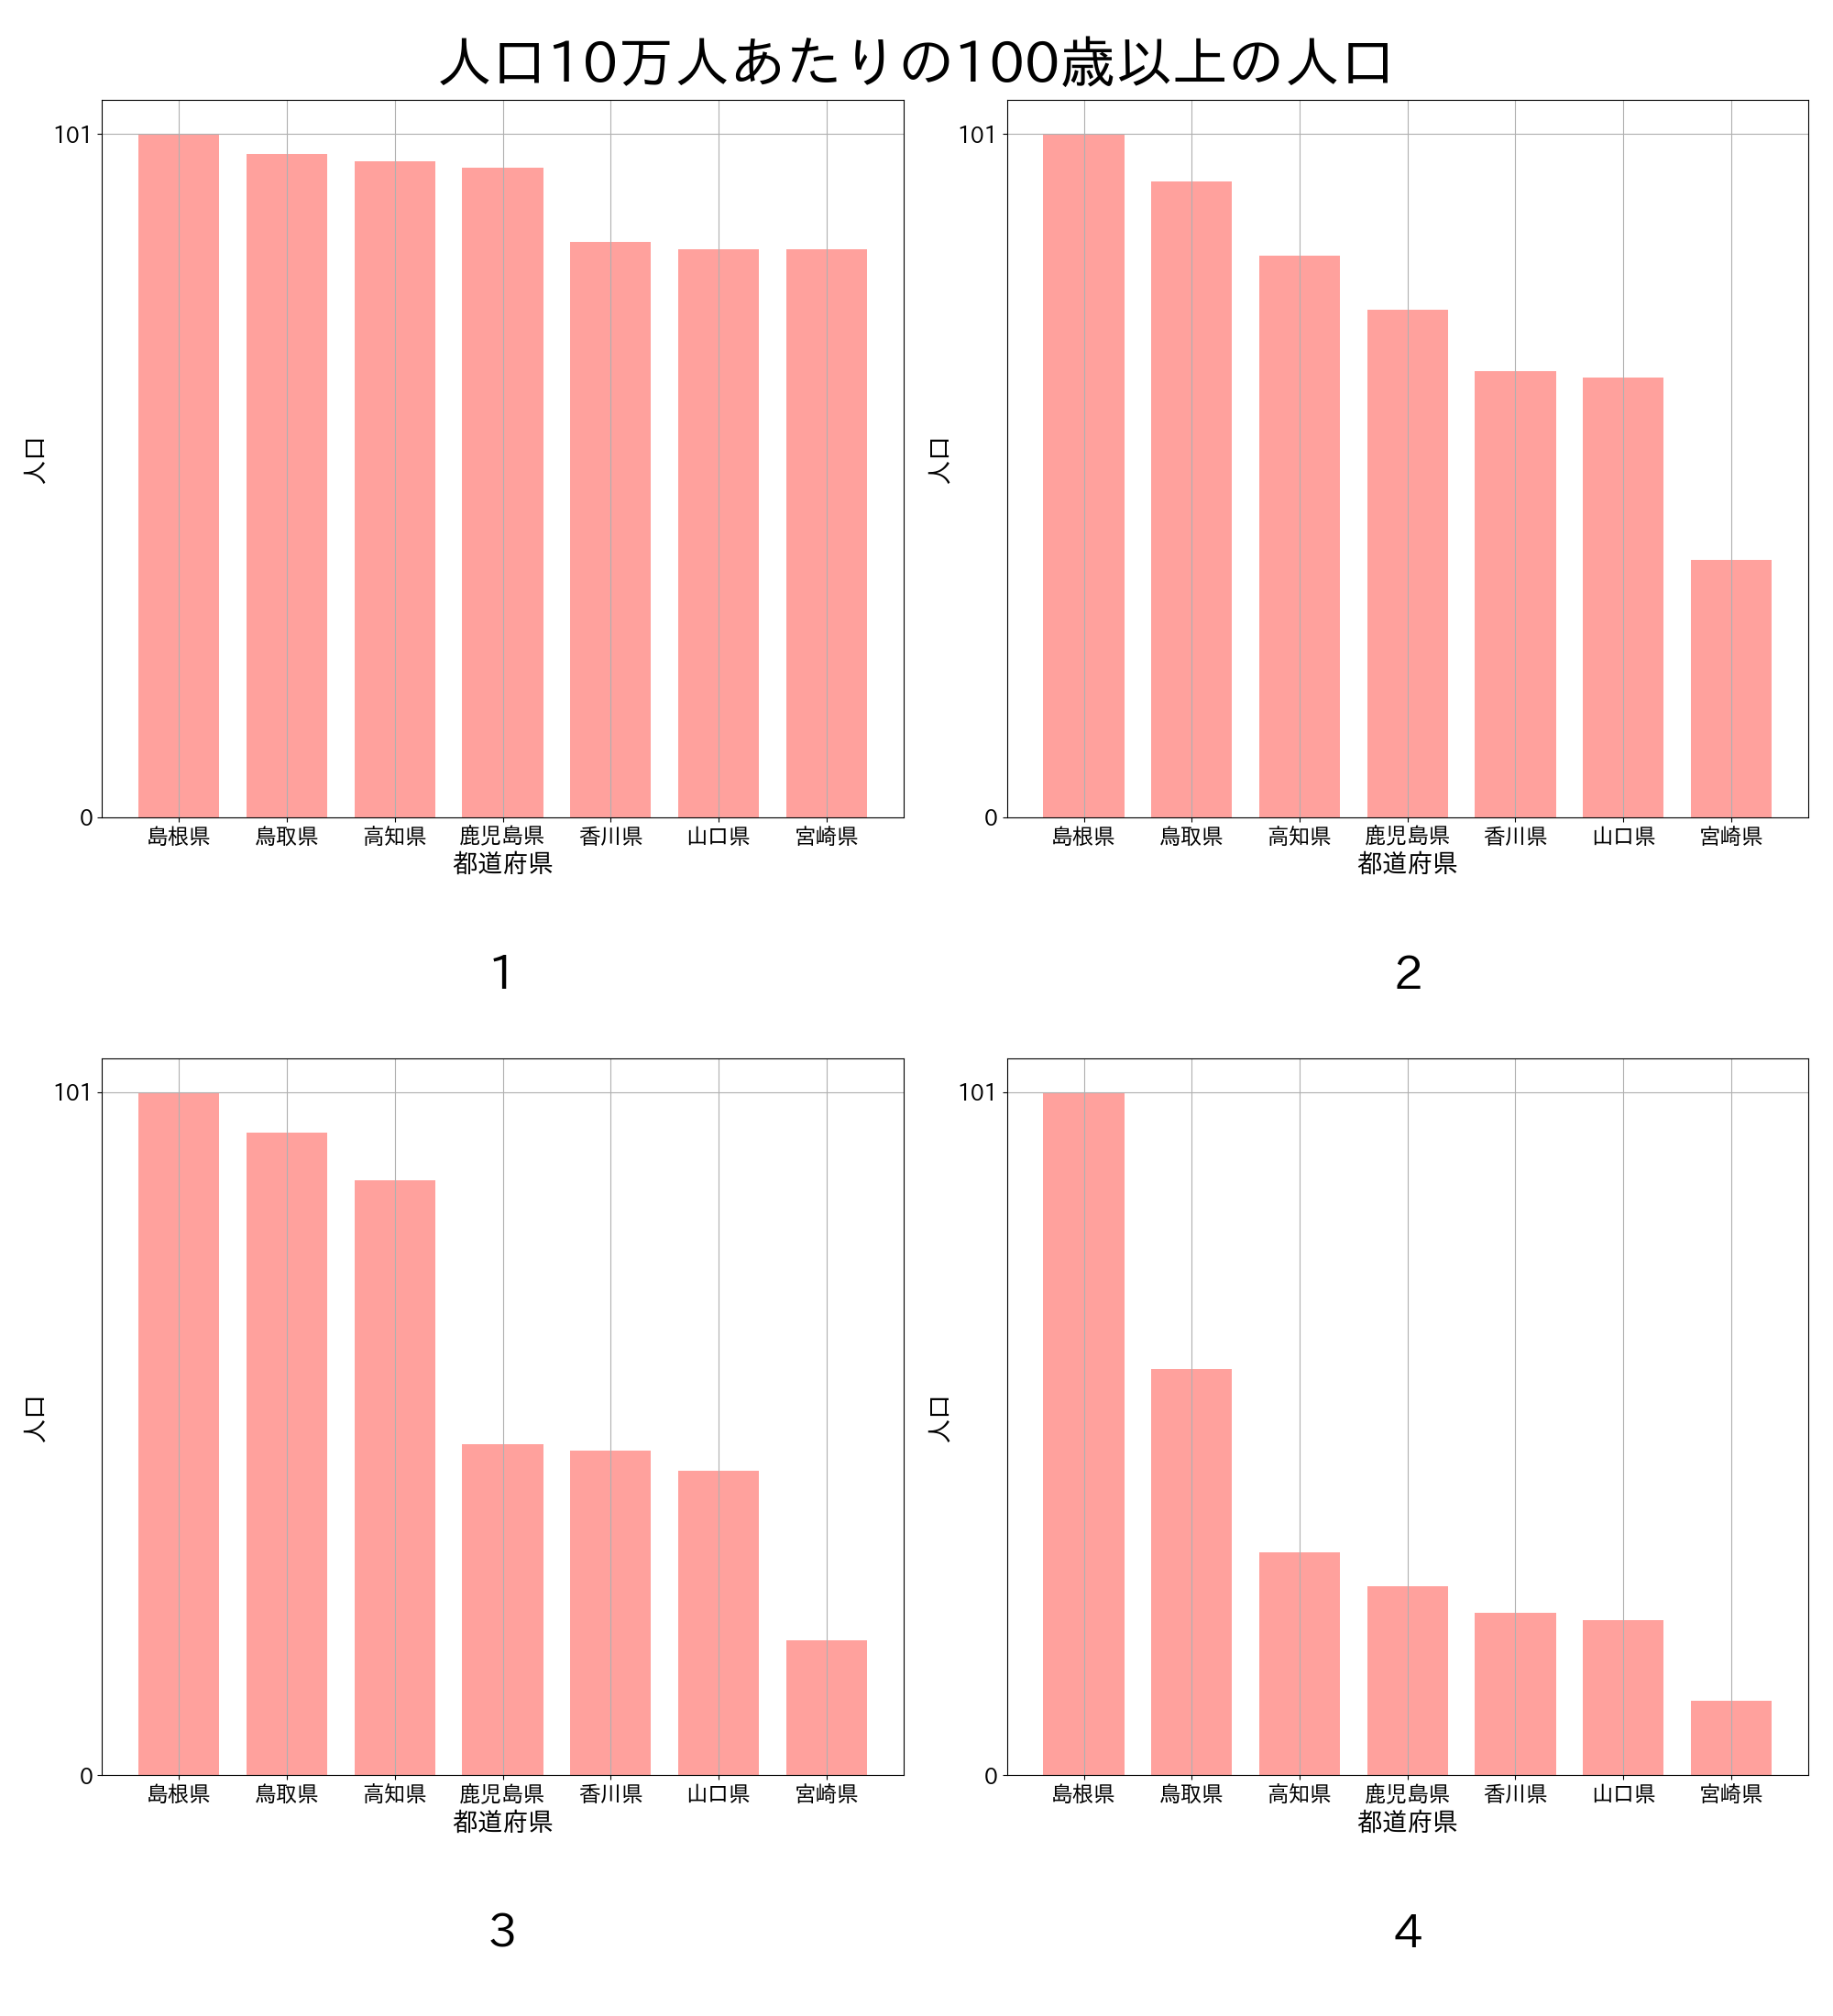 人口10万人あたりの100歳以上の人口
101
0
人口
島根県 鳥取県 高知県 鹿児島県 香川県 山口県 宮崎県
都道府県
1
101
0
人口
島根県 鳥取県 高知県 鹿児島県 香川県 山口県 宮崎県
都道府県
2
101
0
人口
島根県 鳥取県 高知県 鹿児島県 香川県 山口県 宮崎県
都道府県
3
101
0
人口
島根県 鳥取県 高知県 鹿児島県 香川県 山口県 宮崎県
都道府県
4